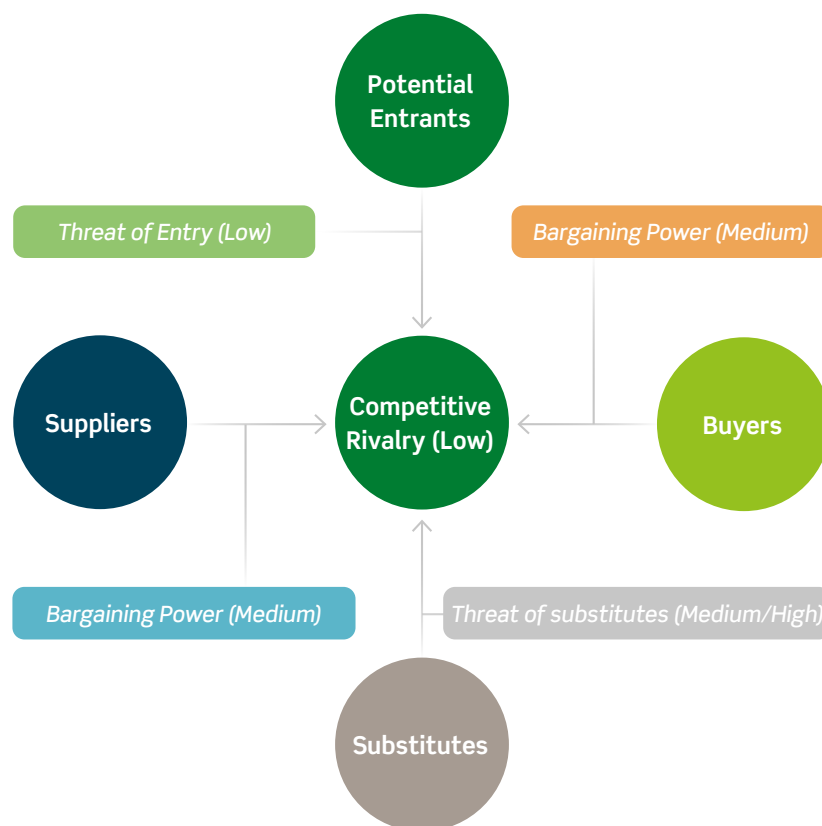 Potential
Entrants
Threat of Entry (Low)
Bargaining Power (Medium)
Suppliers
Competitive
Rivalry (Low)
Buyers
Bargaining Power (Medium)
Threat of substitutes (Medium/High)
Substitutes